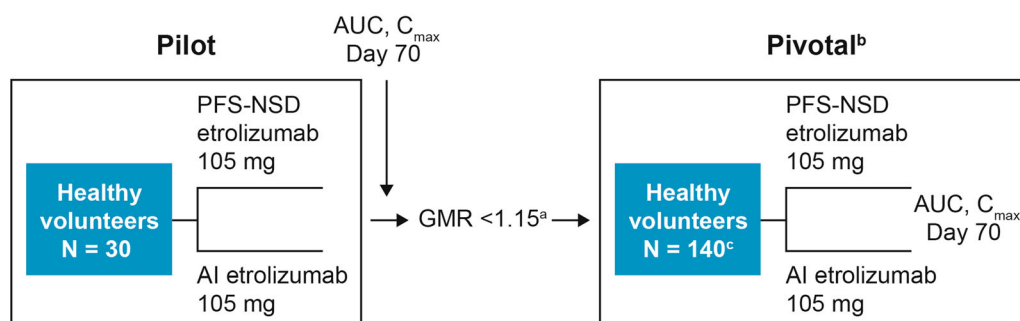 Pilot
AUC, Cmax
Day 70
PFS-NSD
etrolizumab
105 mg
Healthy
volunteers
N = 30
AI etrolizumab
105 mg
GMR <1.15ᵃ
Pivotalᵇ
PFS-NSD
etrolizumab
105 mg
Healthy
volunteers
N = 140ᶜ
AUC, Cmax
Day 70
AI etrolizumab
105 mg